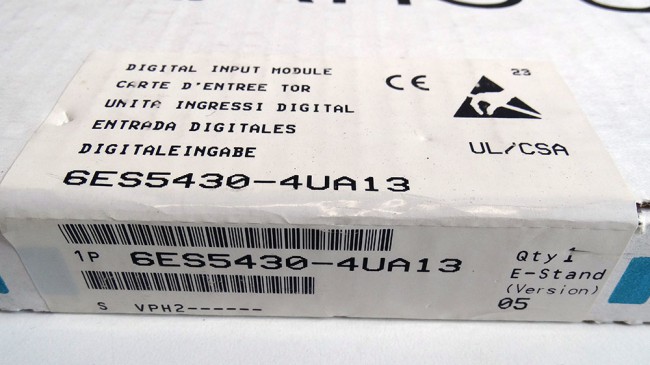 DIGITAL INPUT MODULE
CARTE D'ENTREE TOR
UNITÀ INGRESSI DIGITAL
ENTRADA DIGITALES
DIGITALEINGABE
6ES5430-4UA13
CE
23
UL/CSA
1P 6ES5430-4UA13
Qty 1
E-Stand
(Version)
05
S VPH2------